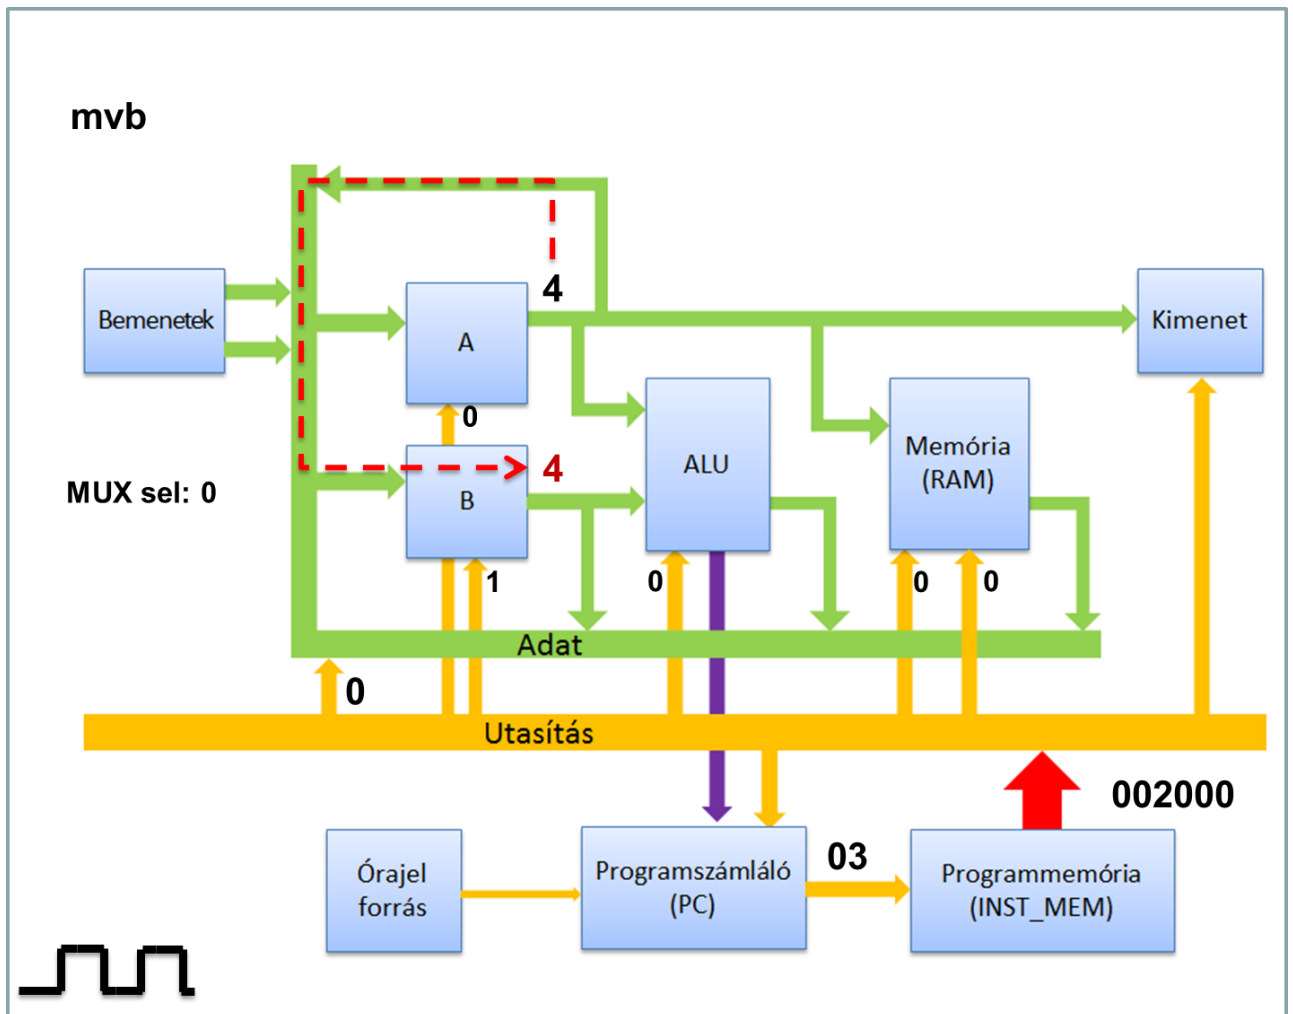 mvb
Bemenetek
4
Kimenet
A
0
Memória
(RAM)
ALU
4
MUX sel: 0
B
1
0
0
0
Adat
0
Utasítás
002000
Órajel
forrás
Programszámláló
(PC)
03
Programmemória
(INST_MEM)